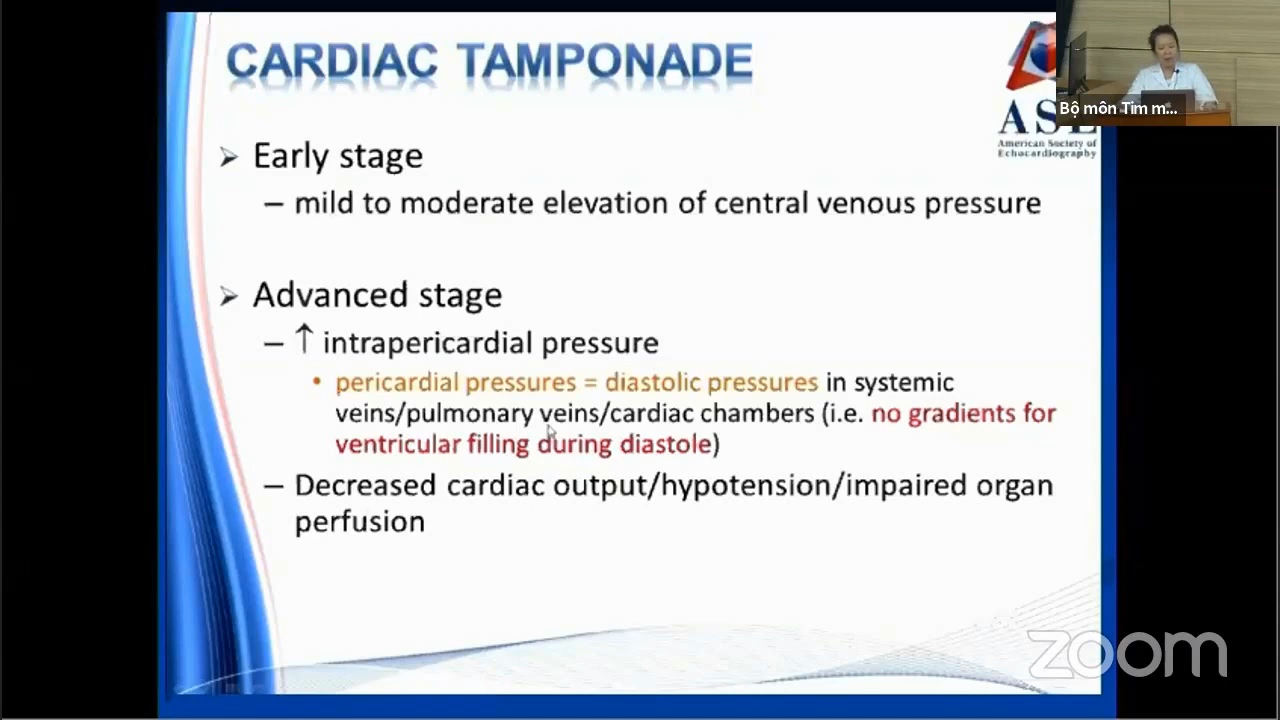 CARDIAC TAMPONADE
Bộ môn Tim m...
American Society of
Echocardiography
➢ Early stage
– mild to moderate elevation of central venous pressure
➢ Advanced stage
– ↑ intrapericardial pressure
• pericardial pressures = diastolic pressures in systemic
veins/pulmonary veins/cardiac chambers (i.e. no gradients for
ventricular filling during diastole)
– Decreased cardiac output/hypotension/impaired organ
perfusion
zoom